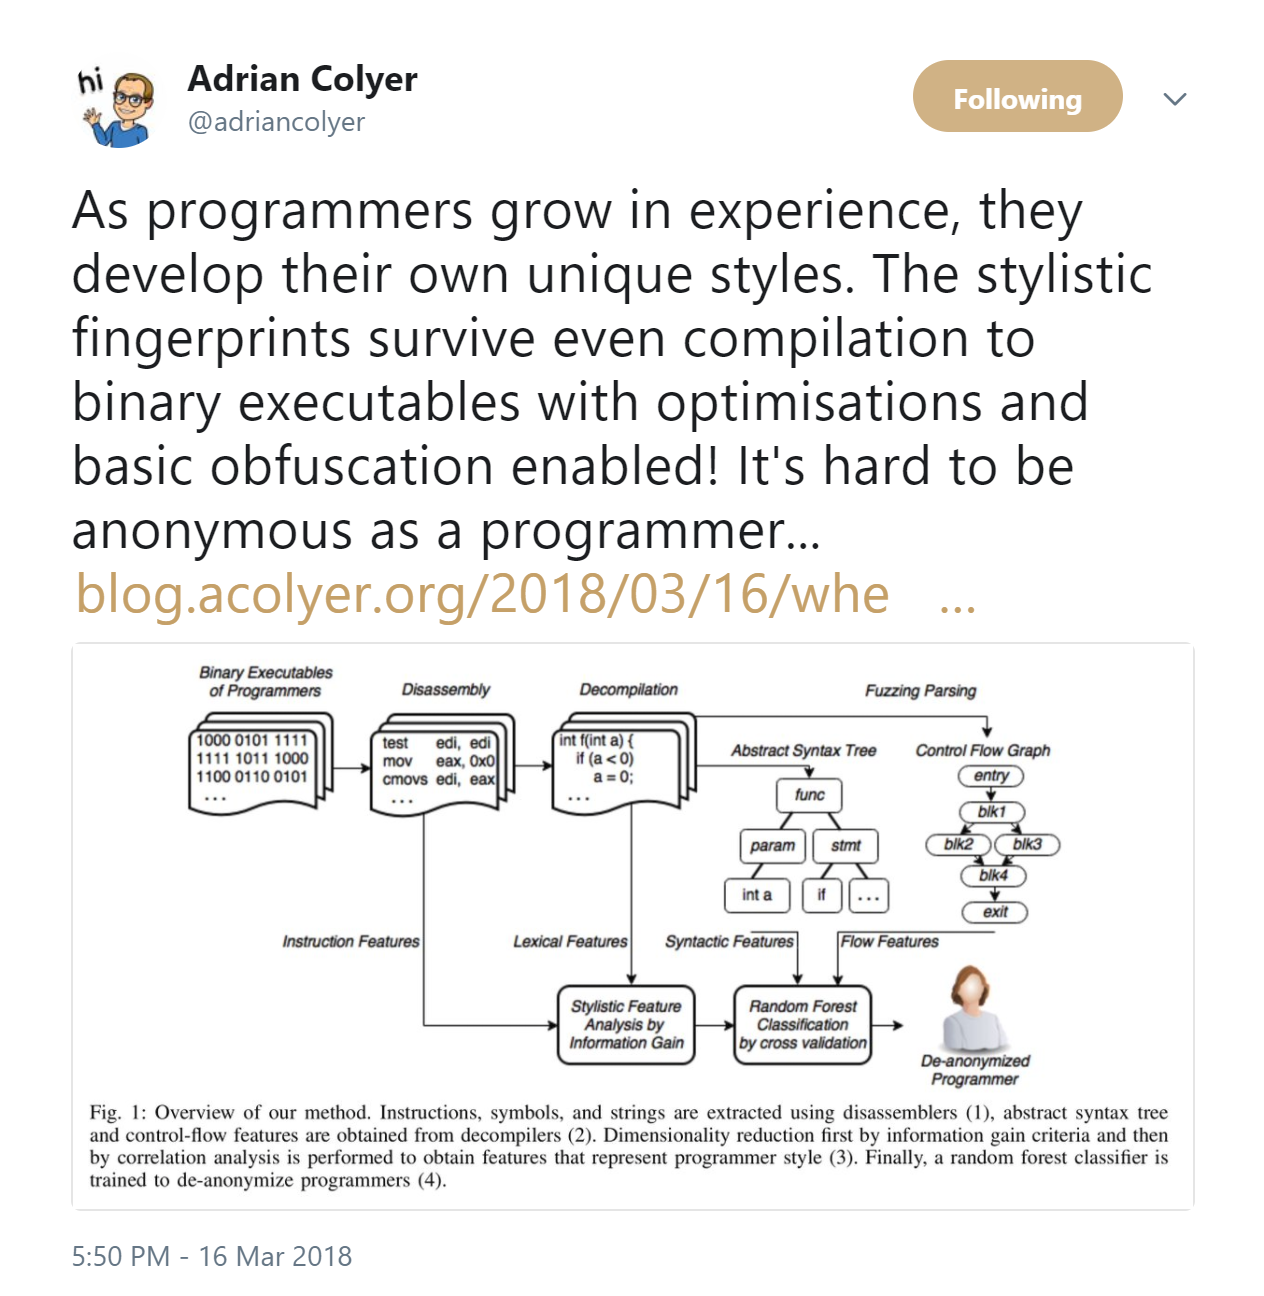 hi
Adrian Colyer
@adriancolyer
Following
As programmers grow in experience, they
develop their own unique styles. The stylistic
fingerprints survive even compilation to
binary executables with optimisations and
basic obfuscation enabled! It's hard to be
anonymous as a programmer...
blog.acolyer.org/2018/03/16/whe ...
Binary Executables
of Programmers
Disassembly
Decompilation
Fuzzing Parsing
1000 0101 1111
1111 1011 1000
1100 0110 0101
...
test edi, edi
mov eax, 0x0
cmovs edi, eax
...
int f(int a) {
if (a < 0)
a = 0;
...
Abstract Syntax Tree
func
param
stmt
int a
if
...
Control Flow Graph
entry
blk1
blk2
blk3
blk4
exit
Instruction Features
Lexical Features
Syntactic Features
Flow Features
Stylistic Feature
Analysis by
Information Gain
Random Forest
Classification
by cross validation
De-anonymized
Programmer
Fig. 1: Overview of our method. Instructions, symbols, and strings are extracted using disassemblers (1), abstract syntax tree
and control-flow features are obtained from decompilers (2). Dimensionality reduction first by information gain criteria and then
by correlation analysis is performed to obtain features that represent programmer style (3). Finally, a random forest classifier is
trained to de-anonymize programmers (4).
5:50 PM - 16 Mar 2018